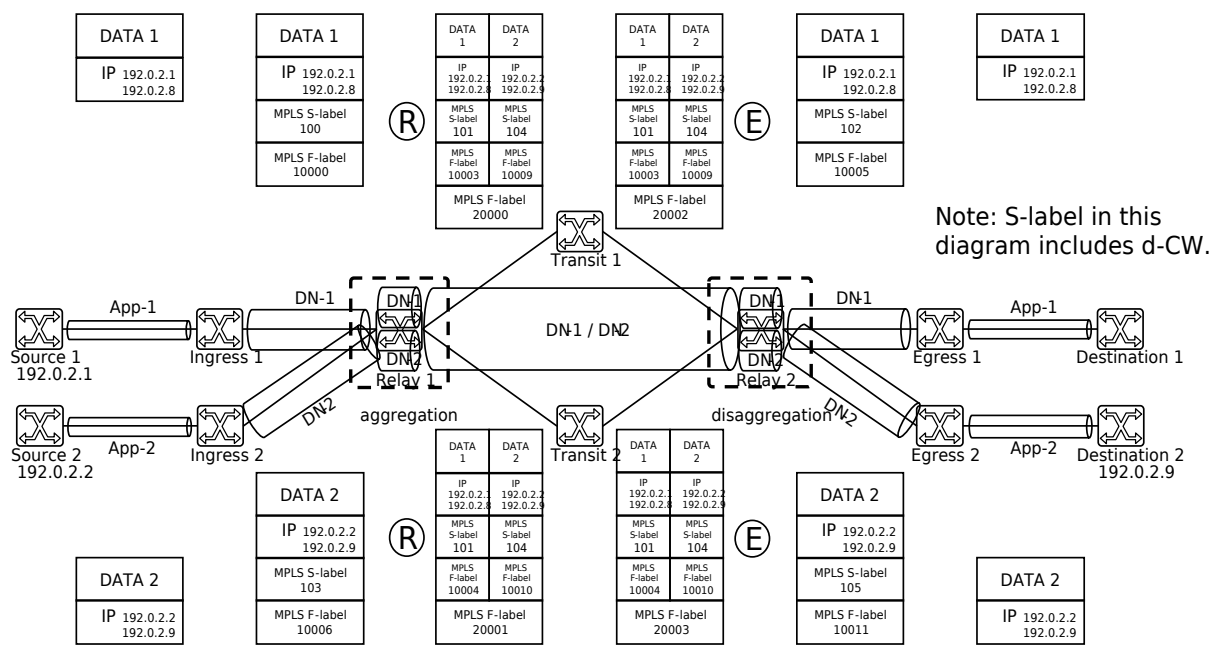 DATA 1
IP 192.0.2.1
192.0.2.8
DATA 1
IP 192.0.2.1
192.0.2.8
MPLS S-label
100
MPLS F-label
10000
R
DATA
1
DATA
2
IP
192.0.2.1
192.0.2.8
IP
192.0.2.2
192.0.2.9
MPLS
S-label
101
MPLS
S-label
104
MPLS
F-label
10003
MPLS
F-label
10009
MPLS F-label
20000
DATA
1
DATA
2
IP
192.0.2.1
192.0.2.8
IP
192.0.2.2
192.0.2.9
MPLS
S-label
101
MPLS
S-label
104
MPLS
F-label
10003
MPLS
F-label
10009
MPLS F-label
20002
E
DATA 1
IP 192.0.2.1
192.0.2.8
MPLS S-label
102
MPLS F-label
10005
DATA 1
IP 192.0.2.1
192.0.2.8
Note: S-label in this
diagram includes d-CW.
Transit 1
App-1
DN-1
DN-1
DN-1 / DN-2
DN-1
DN-1
App-1
Source 1
192.0.2.1
Ingress 1
DN-2
Relay 1
DN-2
Relay 2
Egress 1
Destination 1
DN-2
aggregation
disaggregation
DN-2
App-2
Source 2
192.0.2.2
Ingress 2
Transit 2
Egress 2
App-2
Destination 2
192.0.2.9
DATA 2
IP 192.0.2.2
192.0.2.9
DATA 2
IP 192.0.2.2
192.0.2.9
MPLS S-label
103
MPLS F-label
10006
R
DATA
1
DATA
2
IP
192.0.2.1
192.0.2.8
IP
192.0.2.2
192.0.2.9
MPLS
S-label
101
MPLS
S-label
104
MPLS
F-label
10004
MPLS
F-label
10010
MPLS F-label
20001
DATA
1
DATA
2
IP
192.0.2.1
192.0.2.8
IP
192.0.2.2
192.0.2.9
MPLS
S-label
101
MPLS
S-label
104
MPLS
F-label
10004
MPLS
F-label
10010
MPLS F-label
20003
E
DATA 2
IP 192.0.2.2
192.0.2.9
MPLS S-label
105
MPLS F-label
10011
DATA 2
IP 192.0.2.2
192.0.2.9